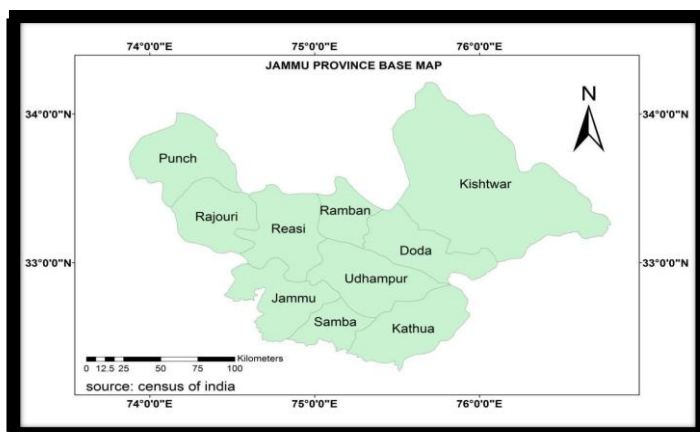 74°0'0"E 75°0'0"E 76°0'0"E
JAMMU PROVINCE BASE MAP
N
34°0'0"N 34°0'0"N
Punch
Kishtwar
Rajouri
Ramban
Reasi
Doda
33°0'0"N 33°0'0"N
Udhampur
Jammu
Samba
Kathua
Kilometers
0 12.5 25 50 75 100
source: census of india
74°0'0"E 75°0'0"E 76°0'0"E